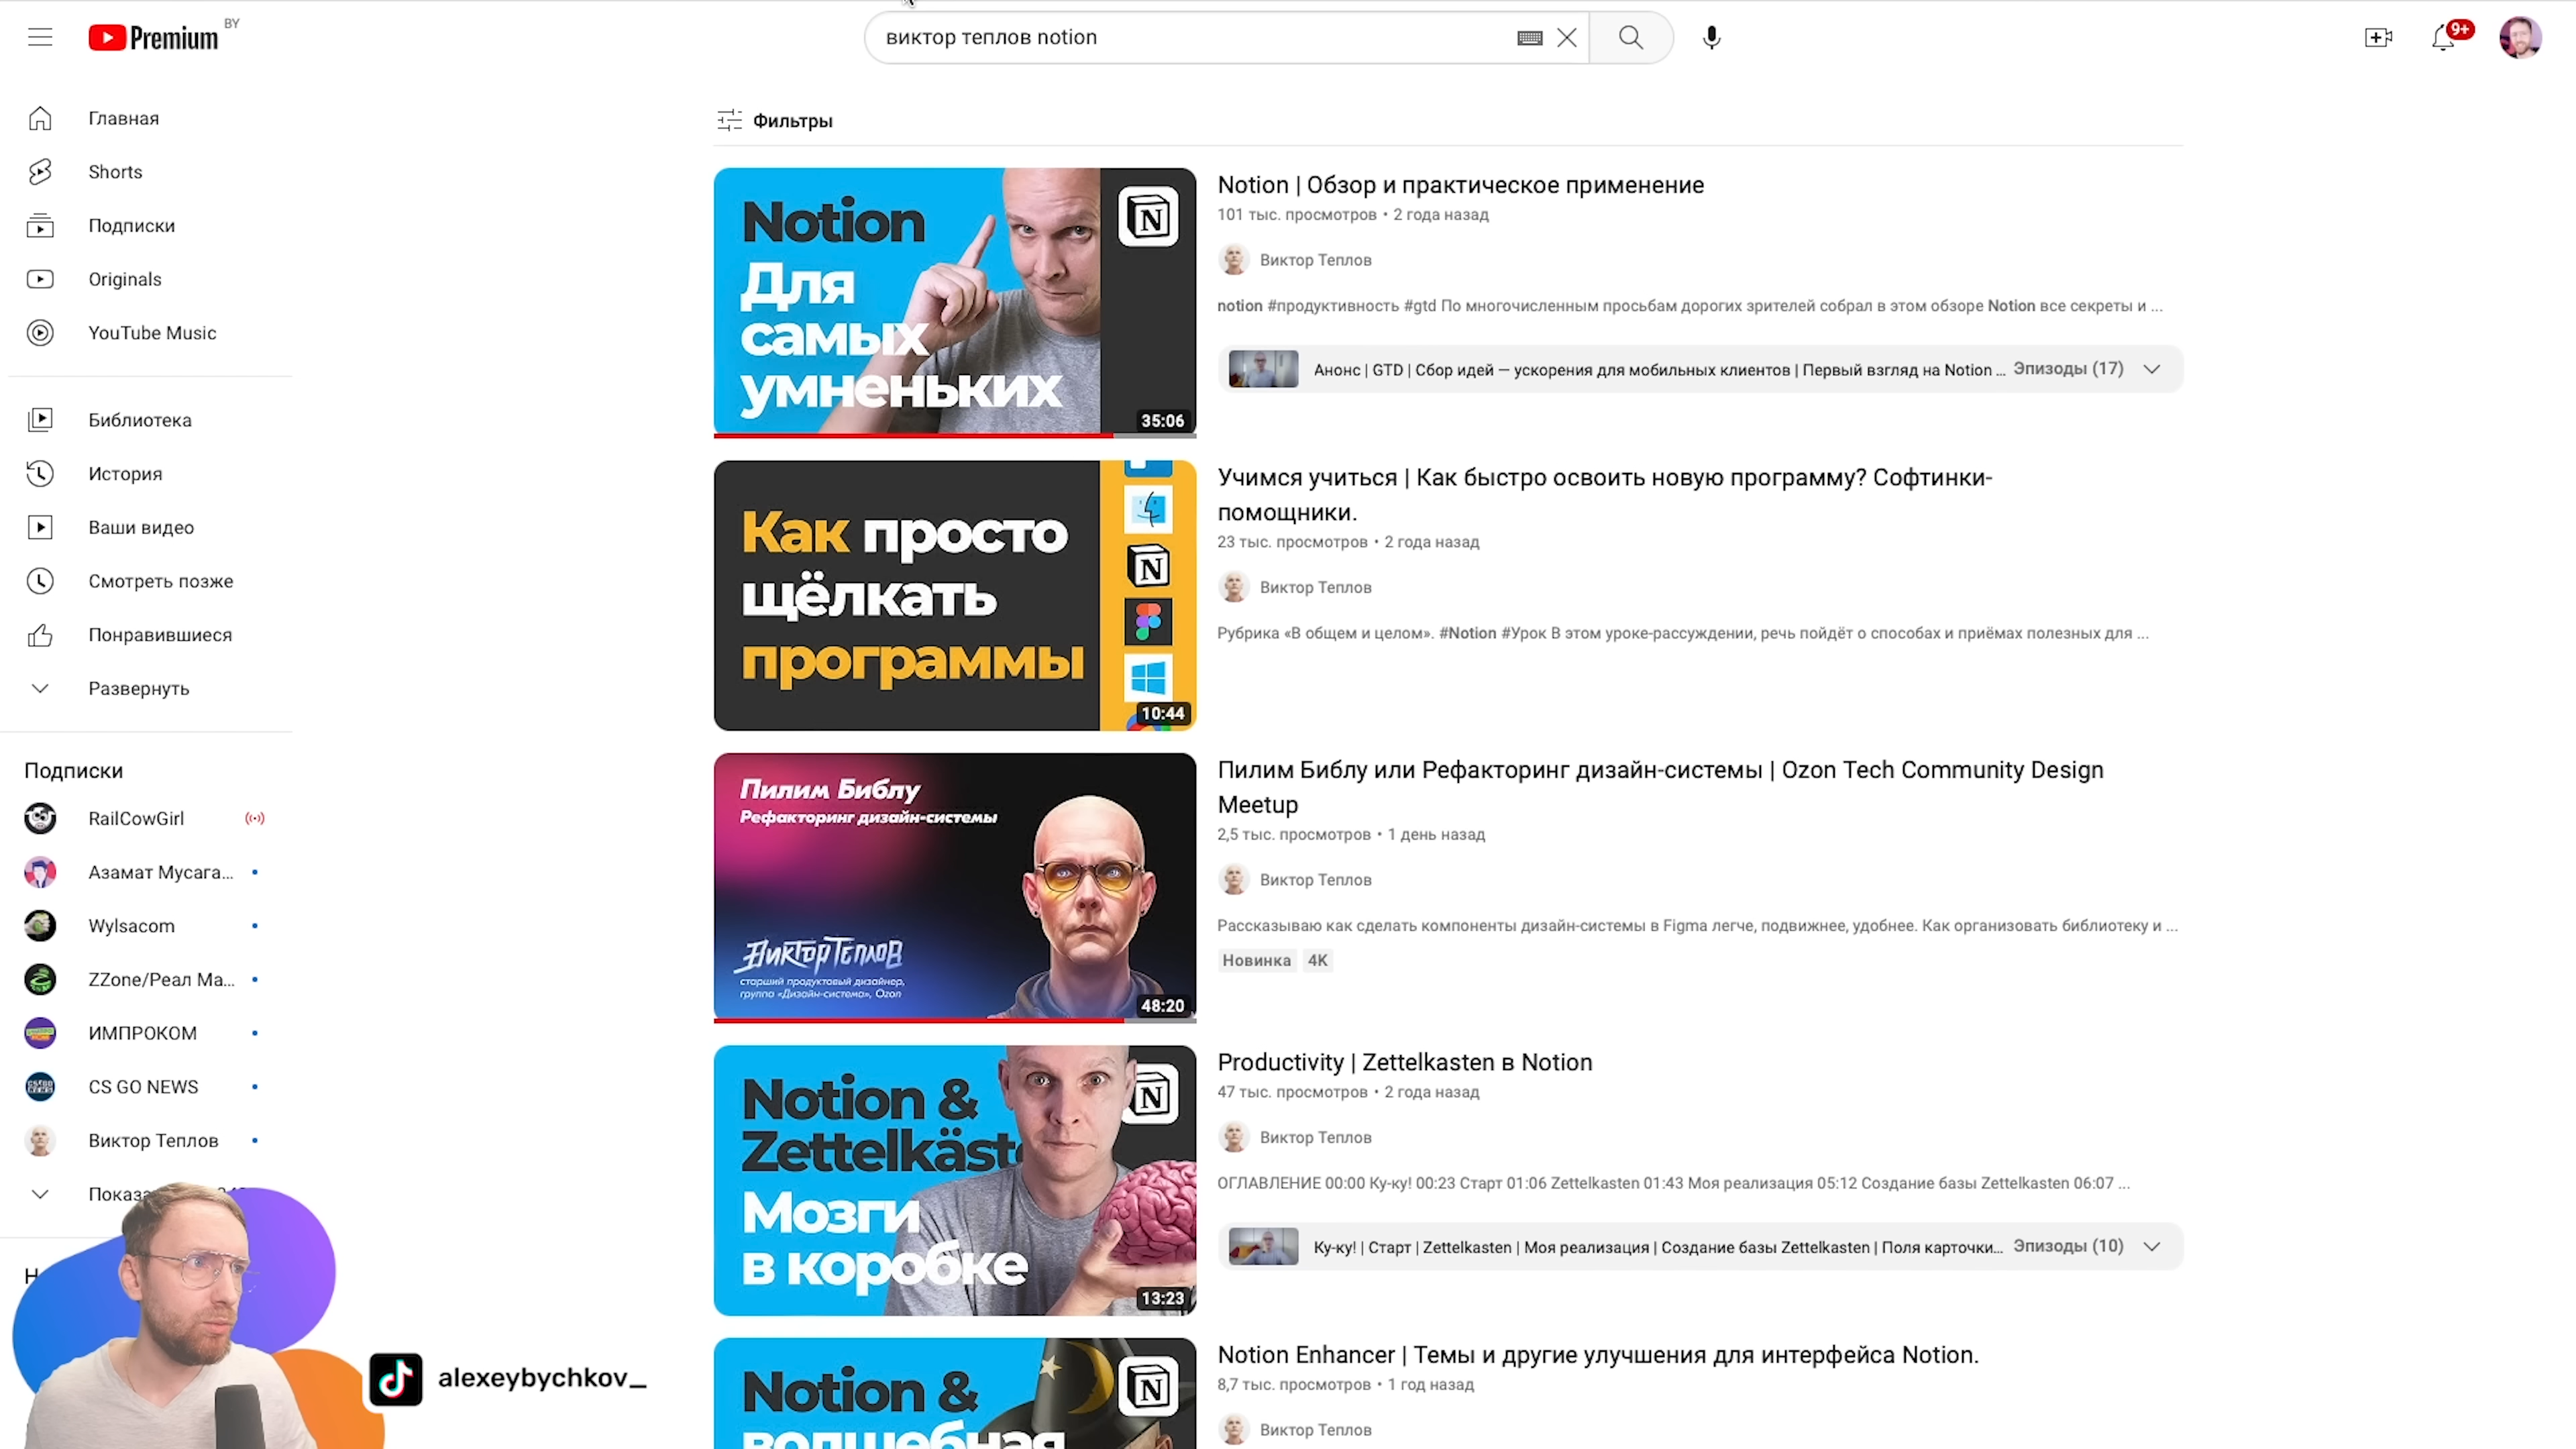 Premium BY
виктор теплов notion
9+
Главная
Shorts
Подписки
Originals
YouTube Music
Библиотека
История
Ваши видео
Смотреть позже
Понравившиеся
Развернуть
Подписки
RailCowGirl
Азамат Мусага...
Wylsacom
ZZone/Реал Ма...
ИМПРОКОМ
CS GO NEWS
Виктор Теплов
alexeybychkov_
Фильтры
Notion
Для
самых
умненьких
35:06
Notion | Обзор и практическое применение
101 тыс. просмотров • 2 года назад
Виктор Теплов
notion #продуктивность #gtd По многочисленным просьбам дорогих зрителей собрал в этом обзоре Notion все секреты и ...
Анонс | GTD | Сбор идей — ускорения для мобильных клиентов | Первый взгляд на Notion ... Эпизоды (17)
Как просто
щёлкать
программы
10:44
Учимся учиться | Как быстро освоить новую программу? Софтинки-
помощники.
23 тыс. просмотров • 2 года назад
Виктор Теплов
Рубрика «В общем и целом». #Notion #Урок В этом уроке-рассуждении, речь пойдёт о способах и приёмах полезных для ...
Пилим Библу
Рефакторинг дизайн-системы
Виктор Теплов
старший продуктовый дизайнер,
группа «Дизайн-система», Ozon
48:20
Пилим Библу или Рефакторинг дизайн-системы | Ozon Tech Community Design
Meetup
2,5 тыс. просмотров • 1 день назад
Виктор Теплов
Рассказываю как сделать компоненты дизайн-системы в Figma легче, подвижнее, удобнее. Как организовать библиотеку и ...
Новинка 4K
Notion &
Zettelkäst
Мозги
в коробке
13:23
Productivity | Zettelkasten в Notion
47 тыс. просмотров • 2 года назад
Виктор Теплов
ОГЛАВЛЕНИЕ 00:00 Ку-ку! 00:23 Старт 01:06 Zettelkasten 01:43 Моя реализация 05:12 Создание базы Zettelkasten 06:07 ...
Ку-ку! | Старт | Zettelkasten | Моя реализация | Создание базы Zettelkasten | Поля карточки... Эпизоды (10)
Notion &
волшебная
Notion Enhancer | Темы и другие улучшения для интерфейса Notion.
8,7 тыс. просмотров • 1 год назад
Виктор Теплов